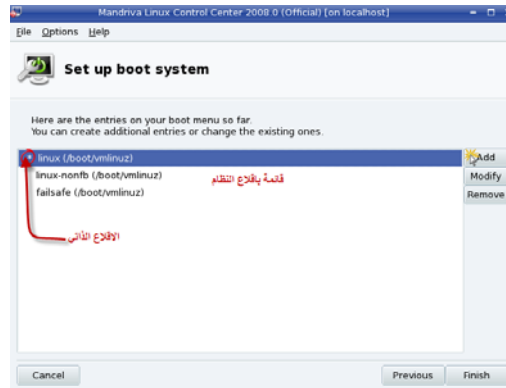 Mandriva Linux Control Center 2008.0 (Official) [on localhost]
File Options Help
Set up boot system
Here are the entries on your boot menu so far.
You can create additional entries or change the existing ones.
linux (/boot/vmlinuz)
linux-nonfb (/boot/vmlinuz)
failsafe (/boot/vmlinuz)
قائمة بإقلاع النظام
الاقلاع الذاتي
Add
Modify
Remove
Cancel
Previous
Finish